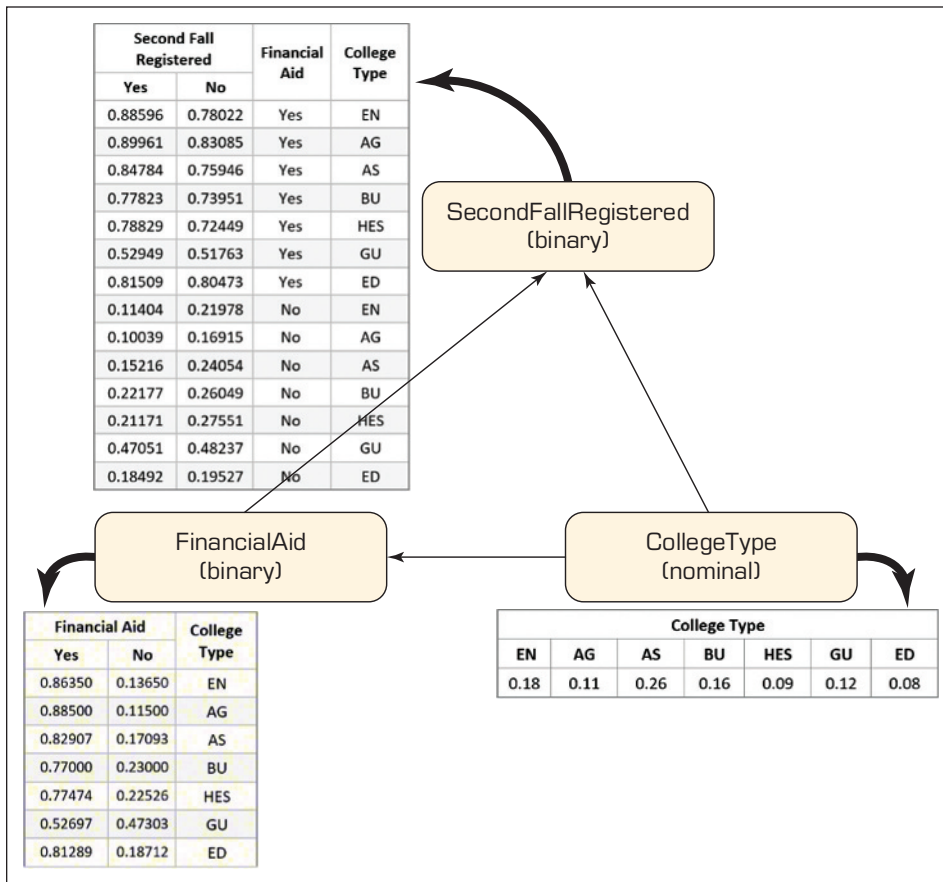 Second Fall Registered Financial Aid College Type
Yes No
0.88596 0.78022 Yes EN
0.89961 0.83085 Yes AG
0.84784 0.75946 Yes AS
0.77823 0.73951 Yes BU
0.78829 0.72449 Yes HES
0.52949 0.51763 Yes GU
0.81509 0.80473 Yes ED
0.11404 0.21978 No EN
0.10039 0.16915 No AG
0.15216 0.24054 No AS
0.22177 0.26049 No BU
0.21171 0.27551 No HES
0.47051 0.48237 No GU
0.18492 0.19527 No ED
SecondFallRegistered
(binary)
FinancialAid
(binary)
CollegeType
(nominal)
Financial Aid College Type
Yes No
0.86350 0.13650 EN
0.88500 0.11500 AG
0.82907 0.17093 AS
0.77000 0.23000 BU
0.77474 0.22526 HES
0.52697 0.47303 GU
0.81289 0.18712 ED
College Type
EN AG AS BU HES GU ED
0.18 0.11 0.26 0.16 0.09 0.12 0.08